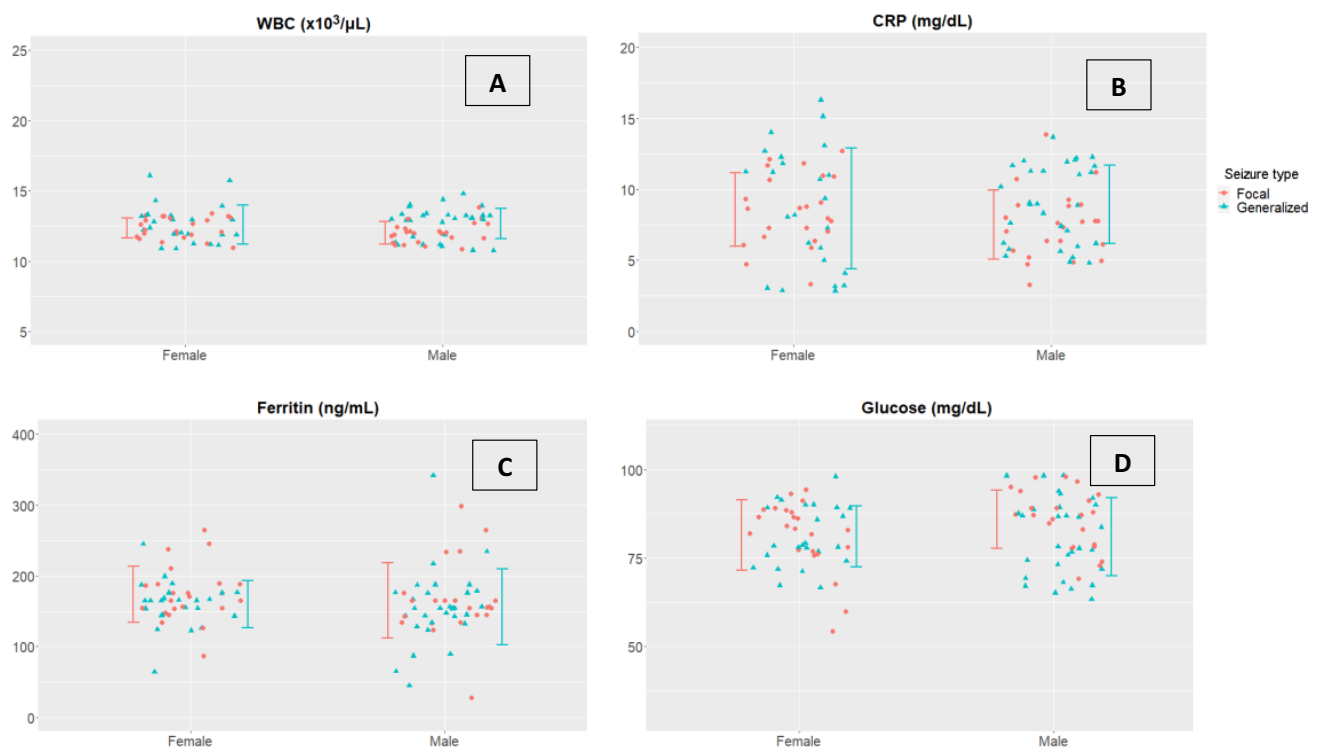 WBC (x10³/µL)
25
20
15
10
5
A
Female
Male
CRP (mg/dL)
20
15
10
5
0
B
Female
Male
Seizure type
Focal
Generalized
Ferritin (ng/mL)
400
300
200
100
0
C
Female
Male
Glucose (mg/dL)
100
75
50
D
Female
Male